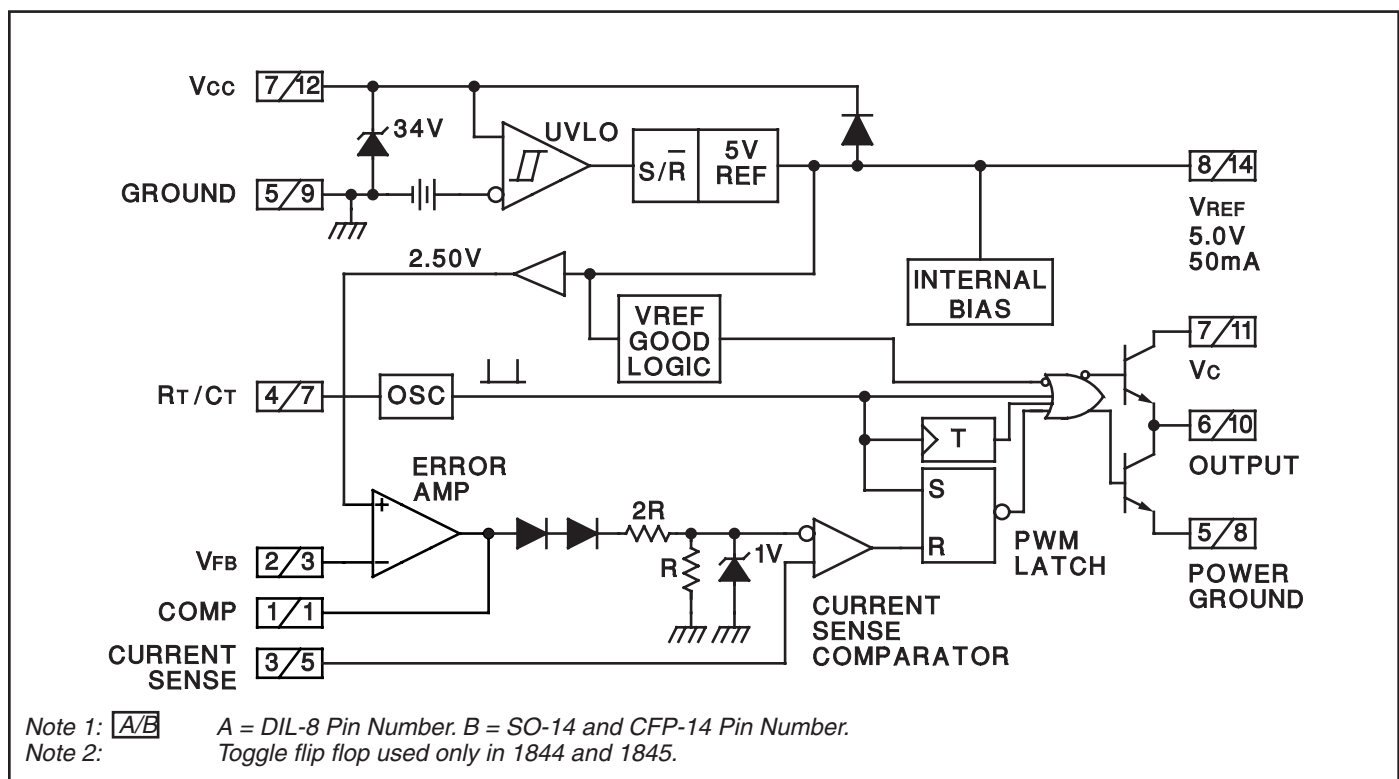 Vcc 7/12
34V
UVLO
S/R̅
5V
REF
8/14
VREF
5.0V
50mA
GROUND 5/9
2.50V
INTERNAL
BIAS
VREF
GOOD
LOGIC
7/11
Vc
RT/CT 4/7
OSC
T
6/10
OUTPUT
ERROR
AMP
+
−
S
R
PWM
LATCH
2R
R
1V
5/8
POWER
GROUND
VFB 2/3
COMP 1/1
CURRENT
SENSE
3/5
CURRENT
SENSE
COMPARATOR
Note 1: A/B A = DIL-8 Pin Number. B = SO-14 and CFP-14 Pin Number.
Note 2: Toggle flip flop used only in 1844 and 1845.